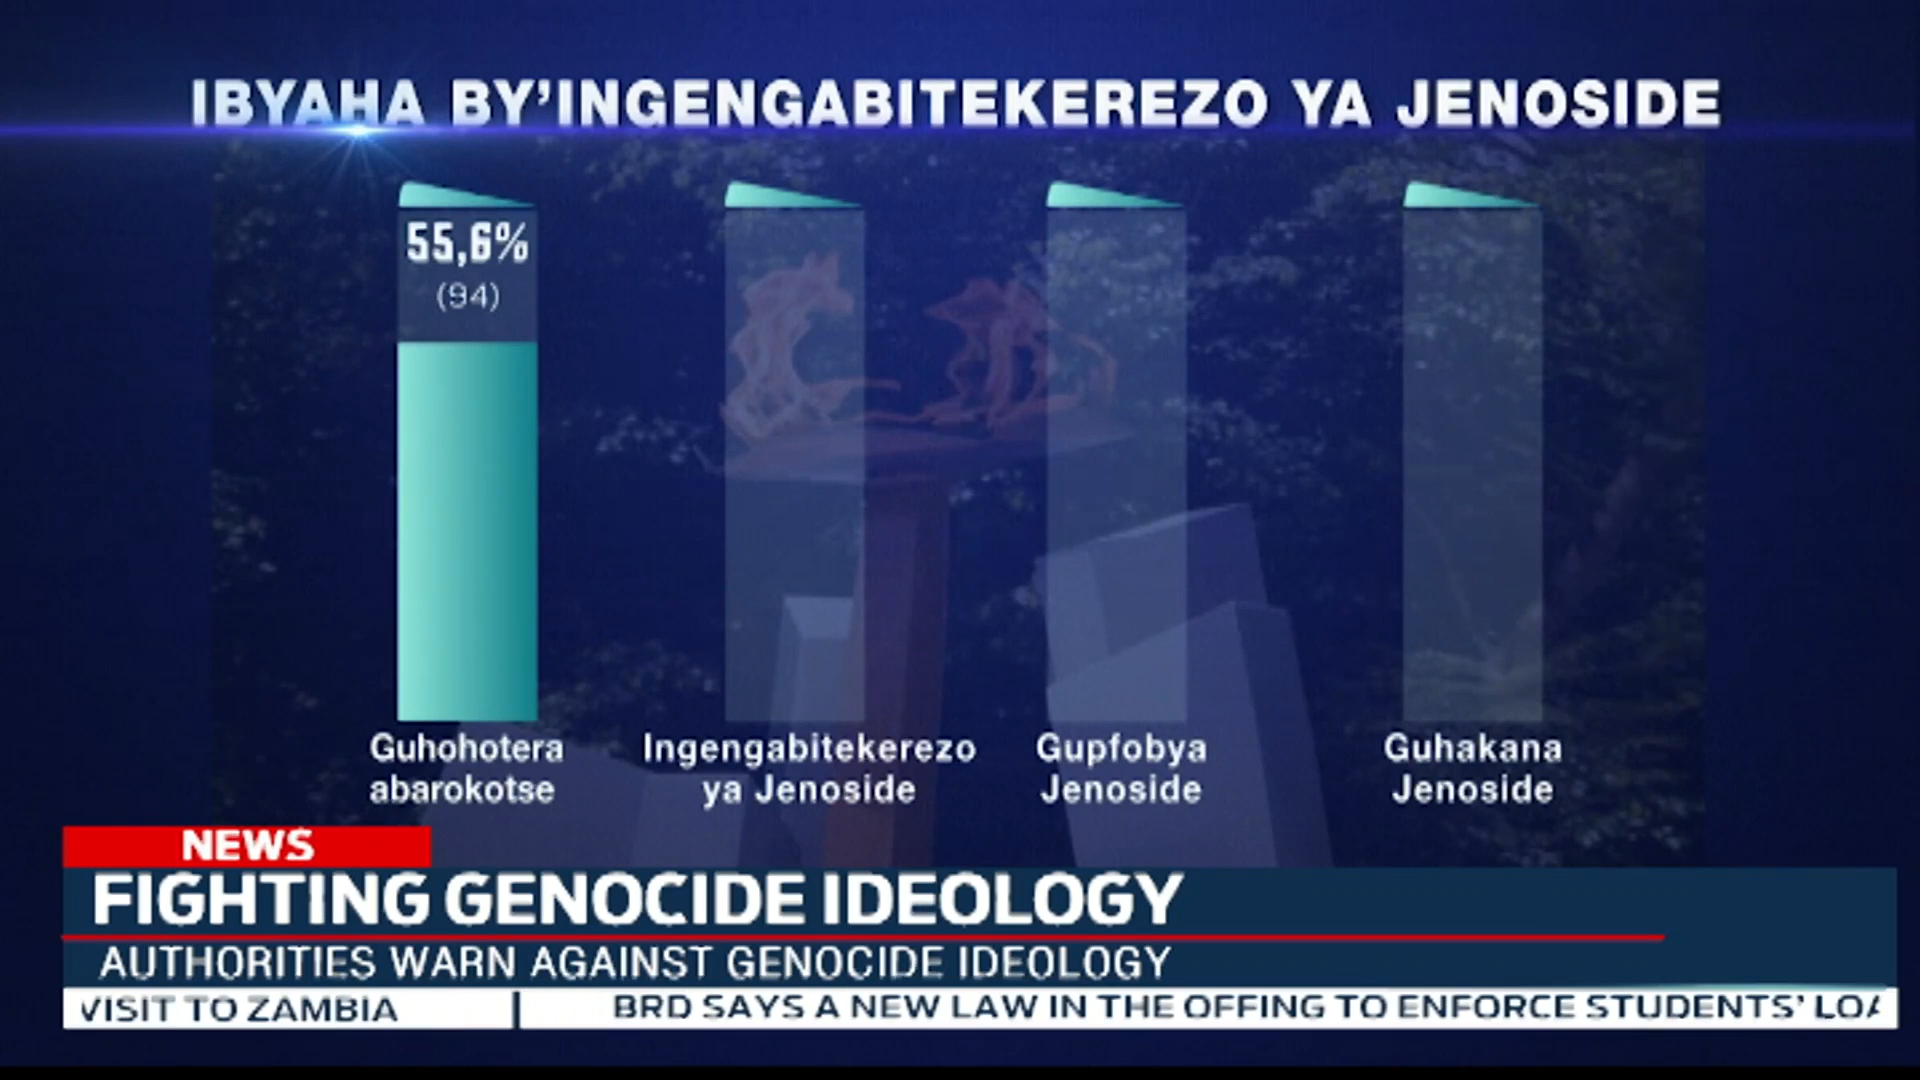 IBYAHA BY'INGENGABITEKEREZO YA JENOSIDE
55,6%
(94)
Guhohotera
abarokotse
Ingengabitekerezo
ya Jenoside
Gupfobya
Jenoside
Guhakana
Jenoside
NEWS
FIGHTING GENOCIDE IDEOLOGY
AUTHORITIES WARN AGAINST GENOCIDE IDEOLOGY
VISIT TO ZAMBIA | BRD SAYS A NEW LAW IN THE OFFING TO ENFORCE STUDENTS'